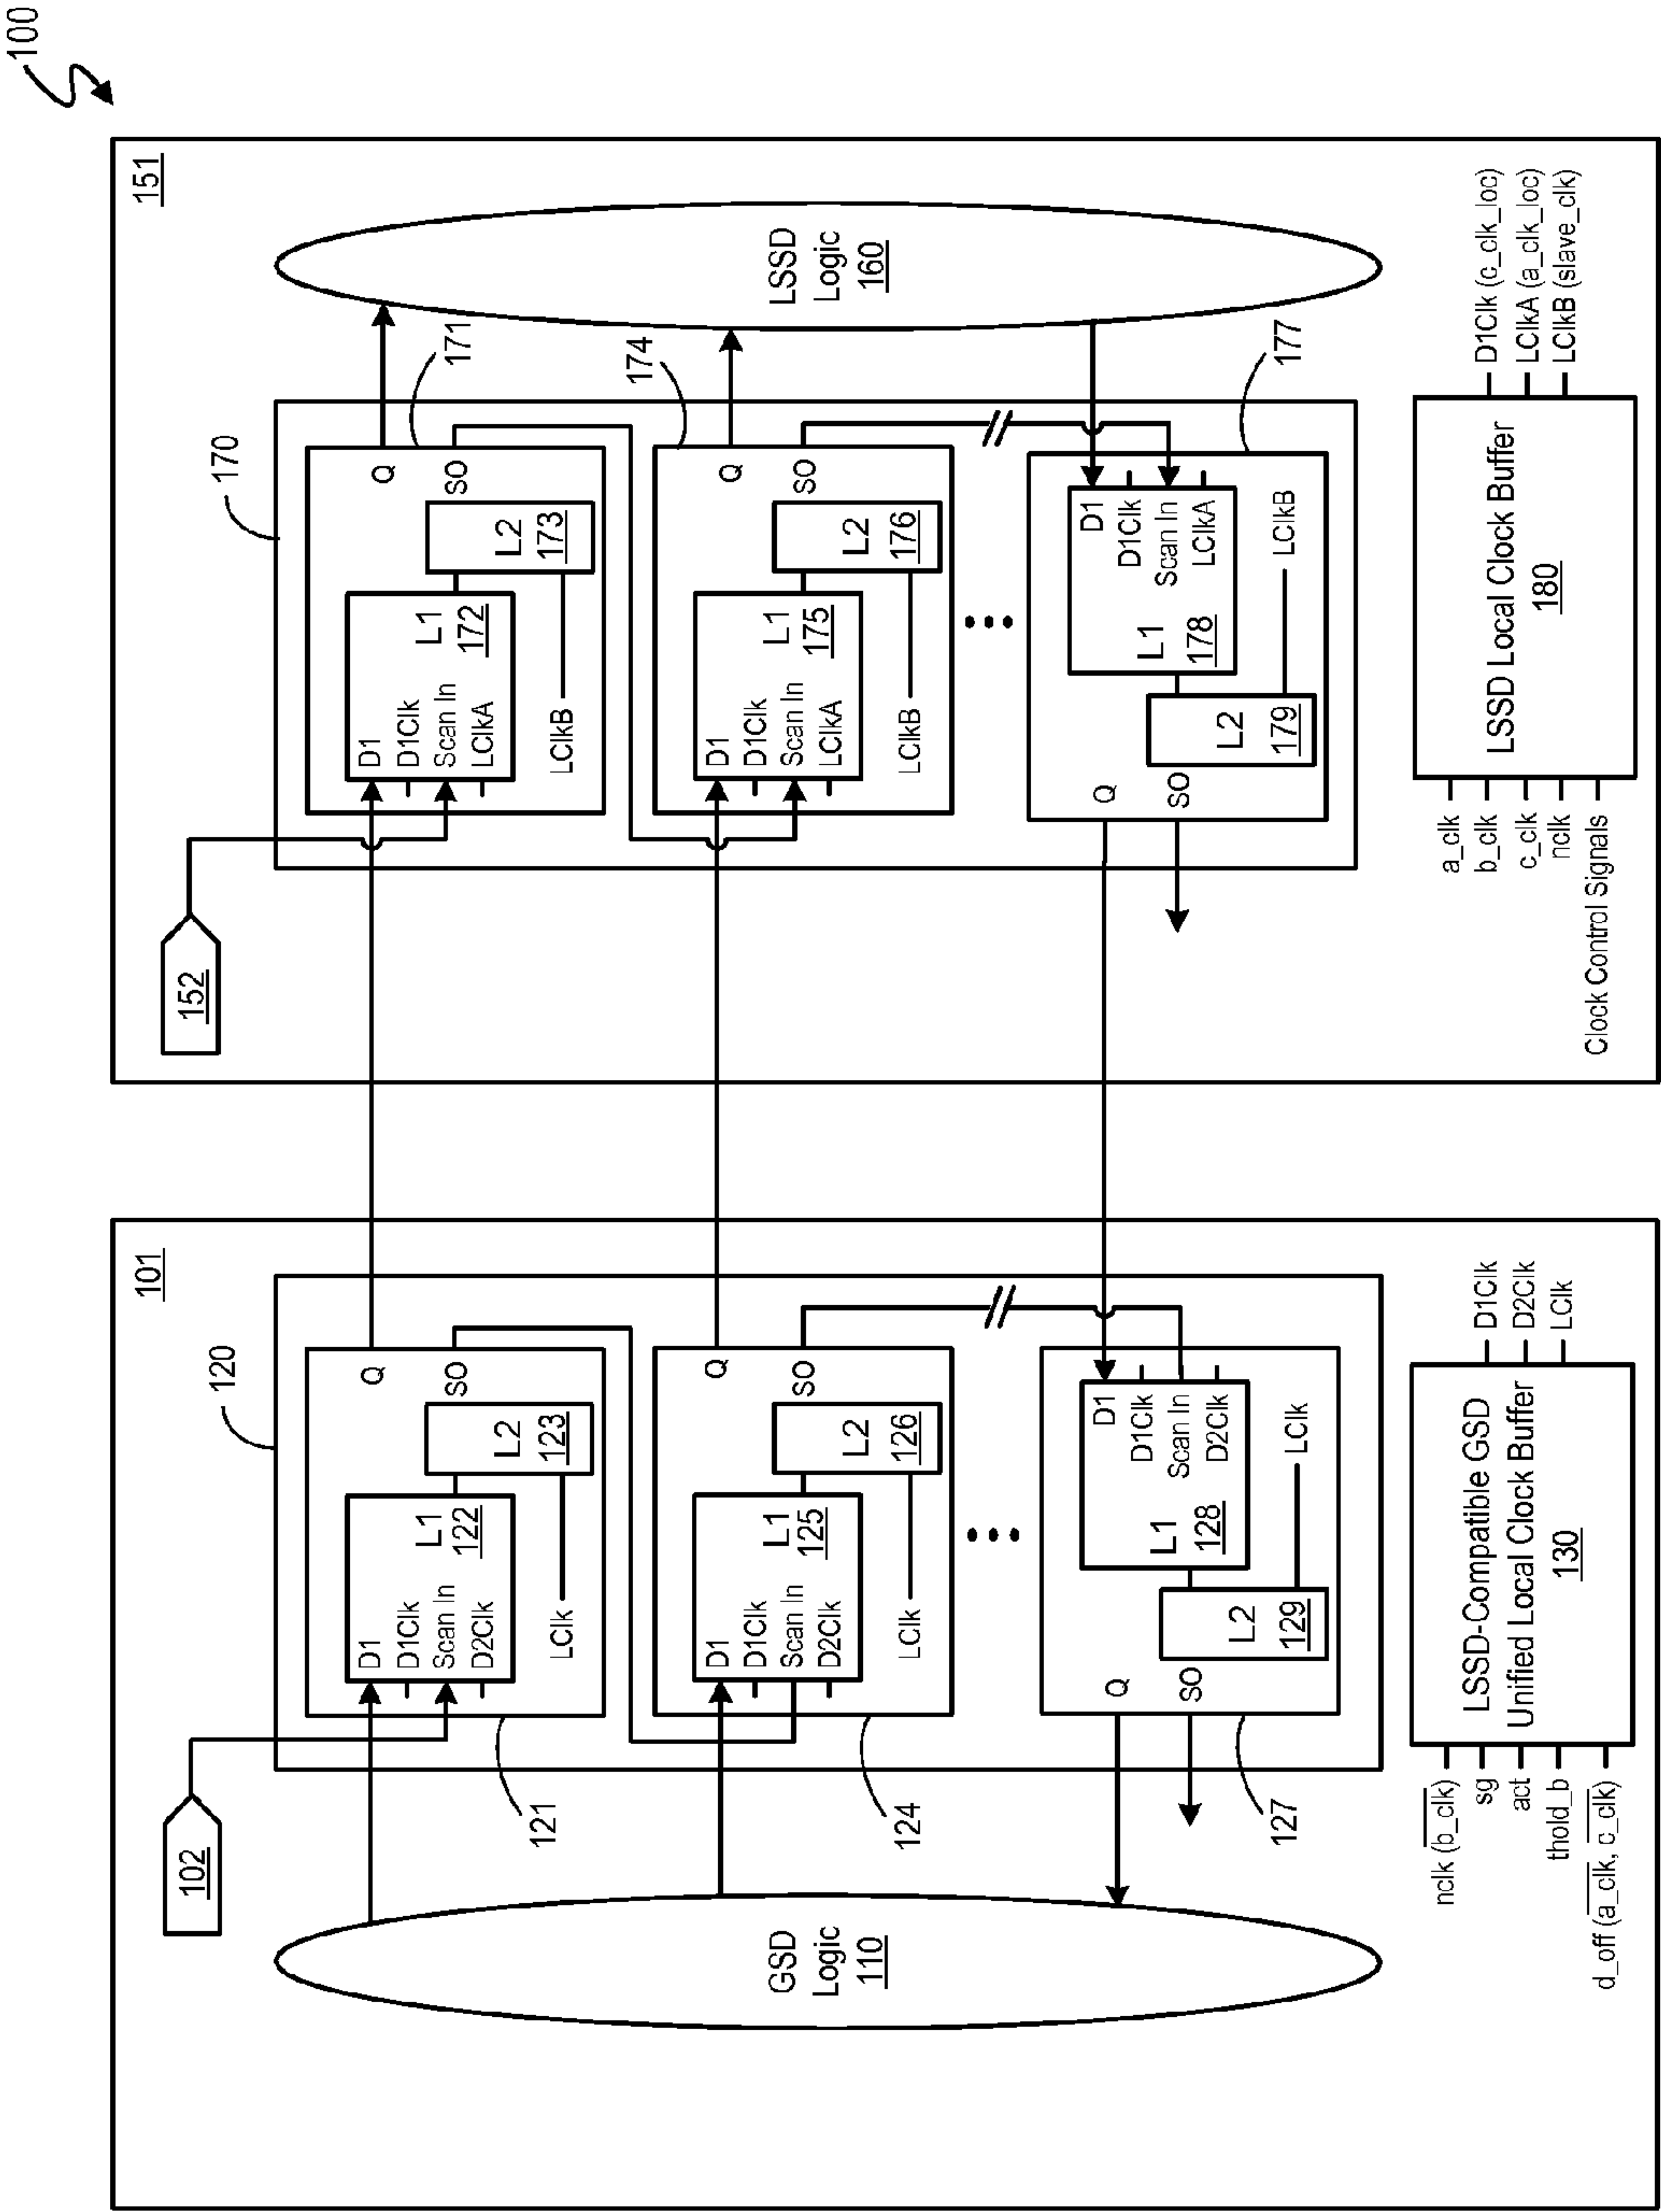 100
101
102
GSD
Logic
110
120
121
D1
D1Clk
Scan In
D2Clk
L1
122
L2
123
LClk
Q
SO
124
D1
D1Clk
Scan In
D2Clk
L1
125
L2
126
LClk
Q
SO
127
D1
D1Clk
Scan In
D2Clk
L1
128
L2
129
LClk
Q
SO
nclk (b_clk)
sg
act
thold_b
d_off (a_clk, c_clk)
LSSD-Compatible GSD
Unified Local Clock Buffer
130
D1Clk
D2Clk
LClk
151
152
170
171
D1
D1Clk
Scan In
LClkA
L1
172
L2
173
LClkB
Q
SO
174
D1
D1Clk
Scan In
LClkA
L1
175
L2
176
LClkB
Q
SO
177
D1
D1Clk
Scan In
LClkA
L1
178
L2
179
LClkB
Q
SO
LSSD
Logic
160
a_clk
b_clk
c_clk
nclk
Clock Control Signals
LSSD Local Clock Buffer
180
D1Clk (c_clk_loc)
LClkA (a_clk_loc)
LClkB (slave_clk)